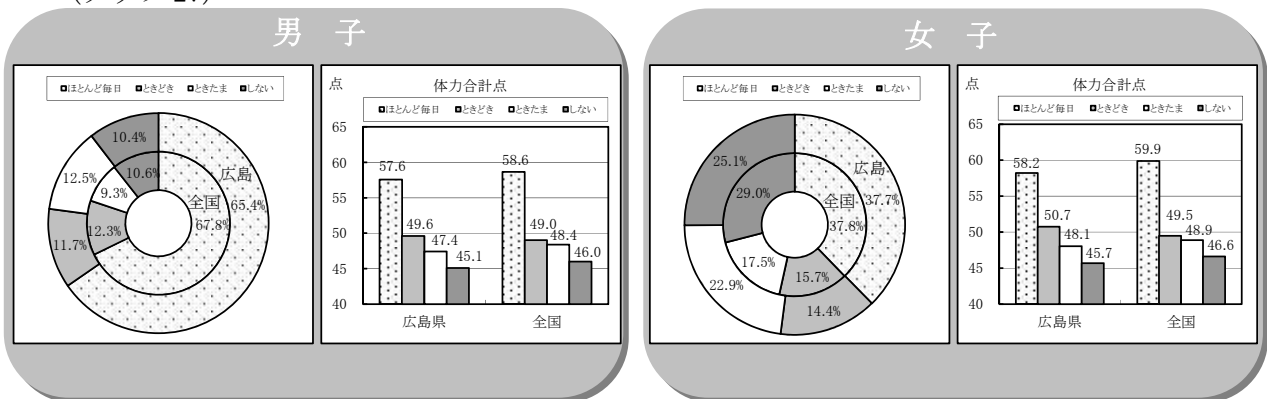 男 子
ほとんど毎日 ときどき ときたま しない
10.4%
10.6%
12.5%
9.3%
広島
全国
65.4%
67.8%
12.3%
11.7%
点
体力合計点
ほとんど毎日 ときどき ときたま しない
65
60
55
50
45
40
57.6
49.6
47.4
45.1
58.6
49.0
48.4
46.0
広島県
全国
女 子
ほとんど毎日 ときどき ときたま しない
25.1%
29.0%
広島
全国
37.7%
37.8%
17.5%
15.7%
22.9%
14.4%
点
体力合計点
ほとんど毎日 ときどき ときたま しない
65
60
55
50
45
40
58.2
50.7
48.1
45.7
59.9
49.5
48.9
46.6
広島県
全国